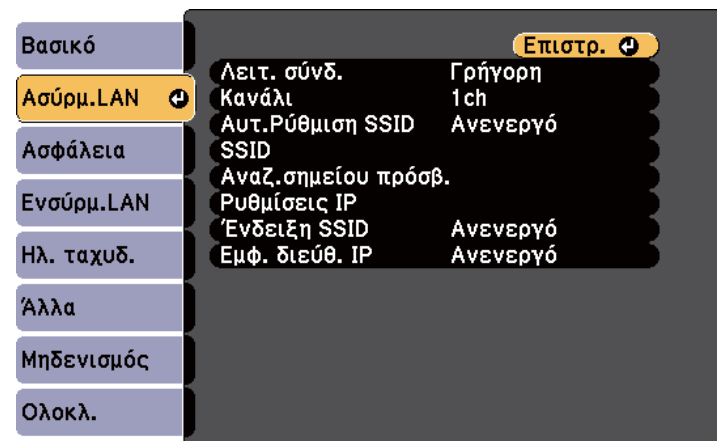 Βασικό
Ασύρμ.LAN
Ασφάλεια
Ενσύρμ.LAN
Ηλ. ταχυδ.
Άλλα
Μηδενισμός
Ολοκλ.
Επιστρ.
Λειτ. σύνδ. Γρήγορη
Κανάλι 1ch
Αυτ.Ρύθμιση SSID Ανενεργό
SSID
Αναζ.σημείου πρόσβ.
Ρυθμίσεις IP
Ένδειξη SSID Ανενεργό
Εμφ. διεύθ. IP Ανενεργό